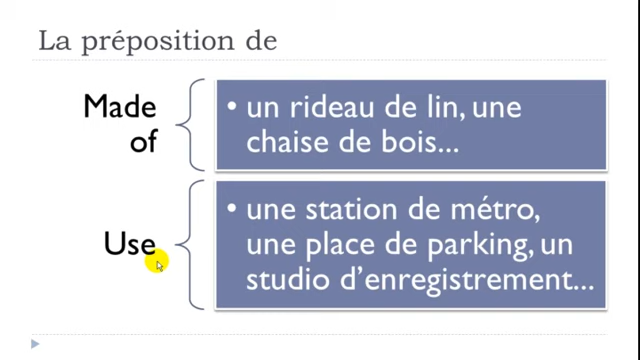 La préposition de
Made
of
• un rideau de lin, une
chaise de bois...
Use
• une station de métro,
une place de parking, un
studio d'enregistrement...